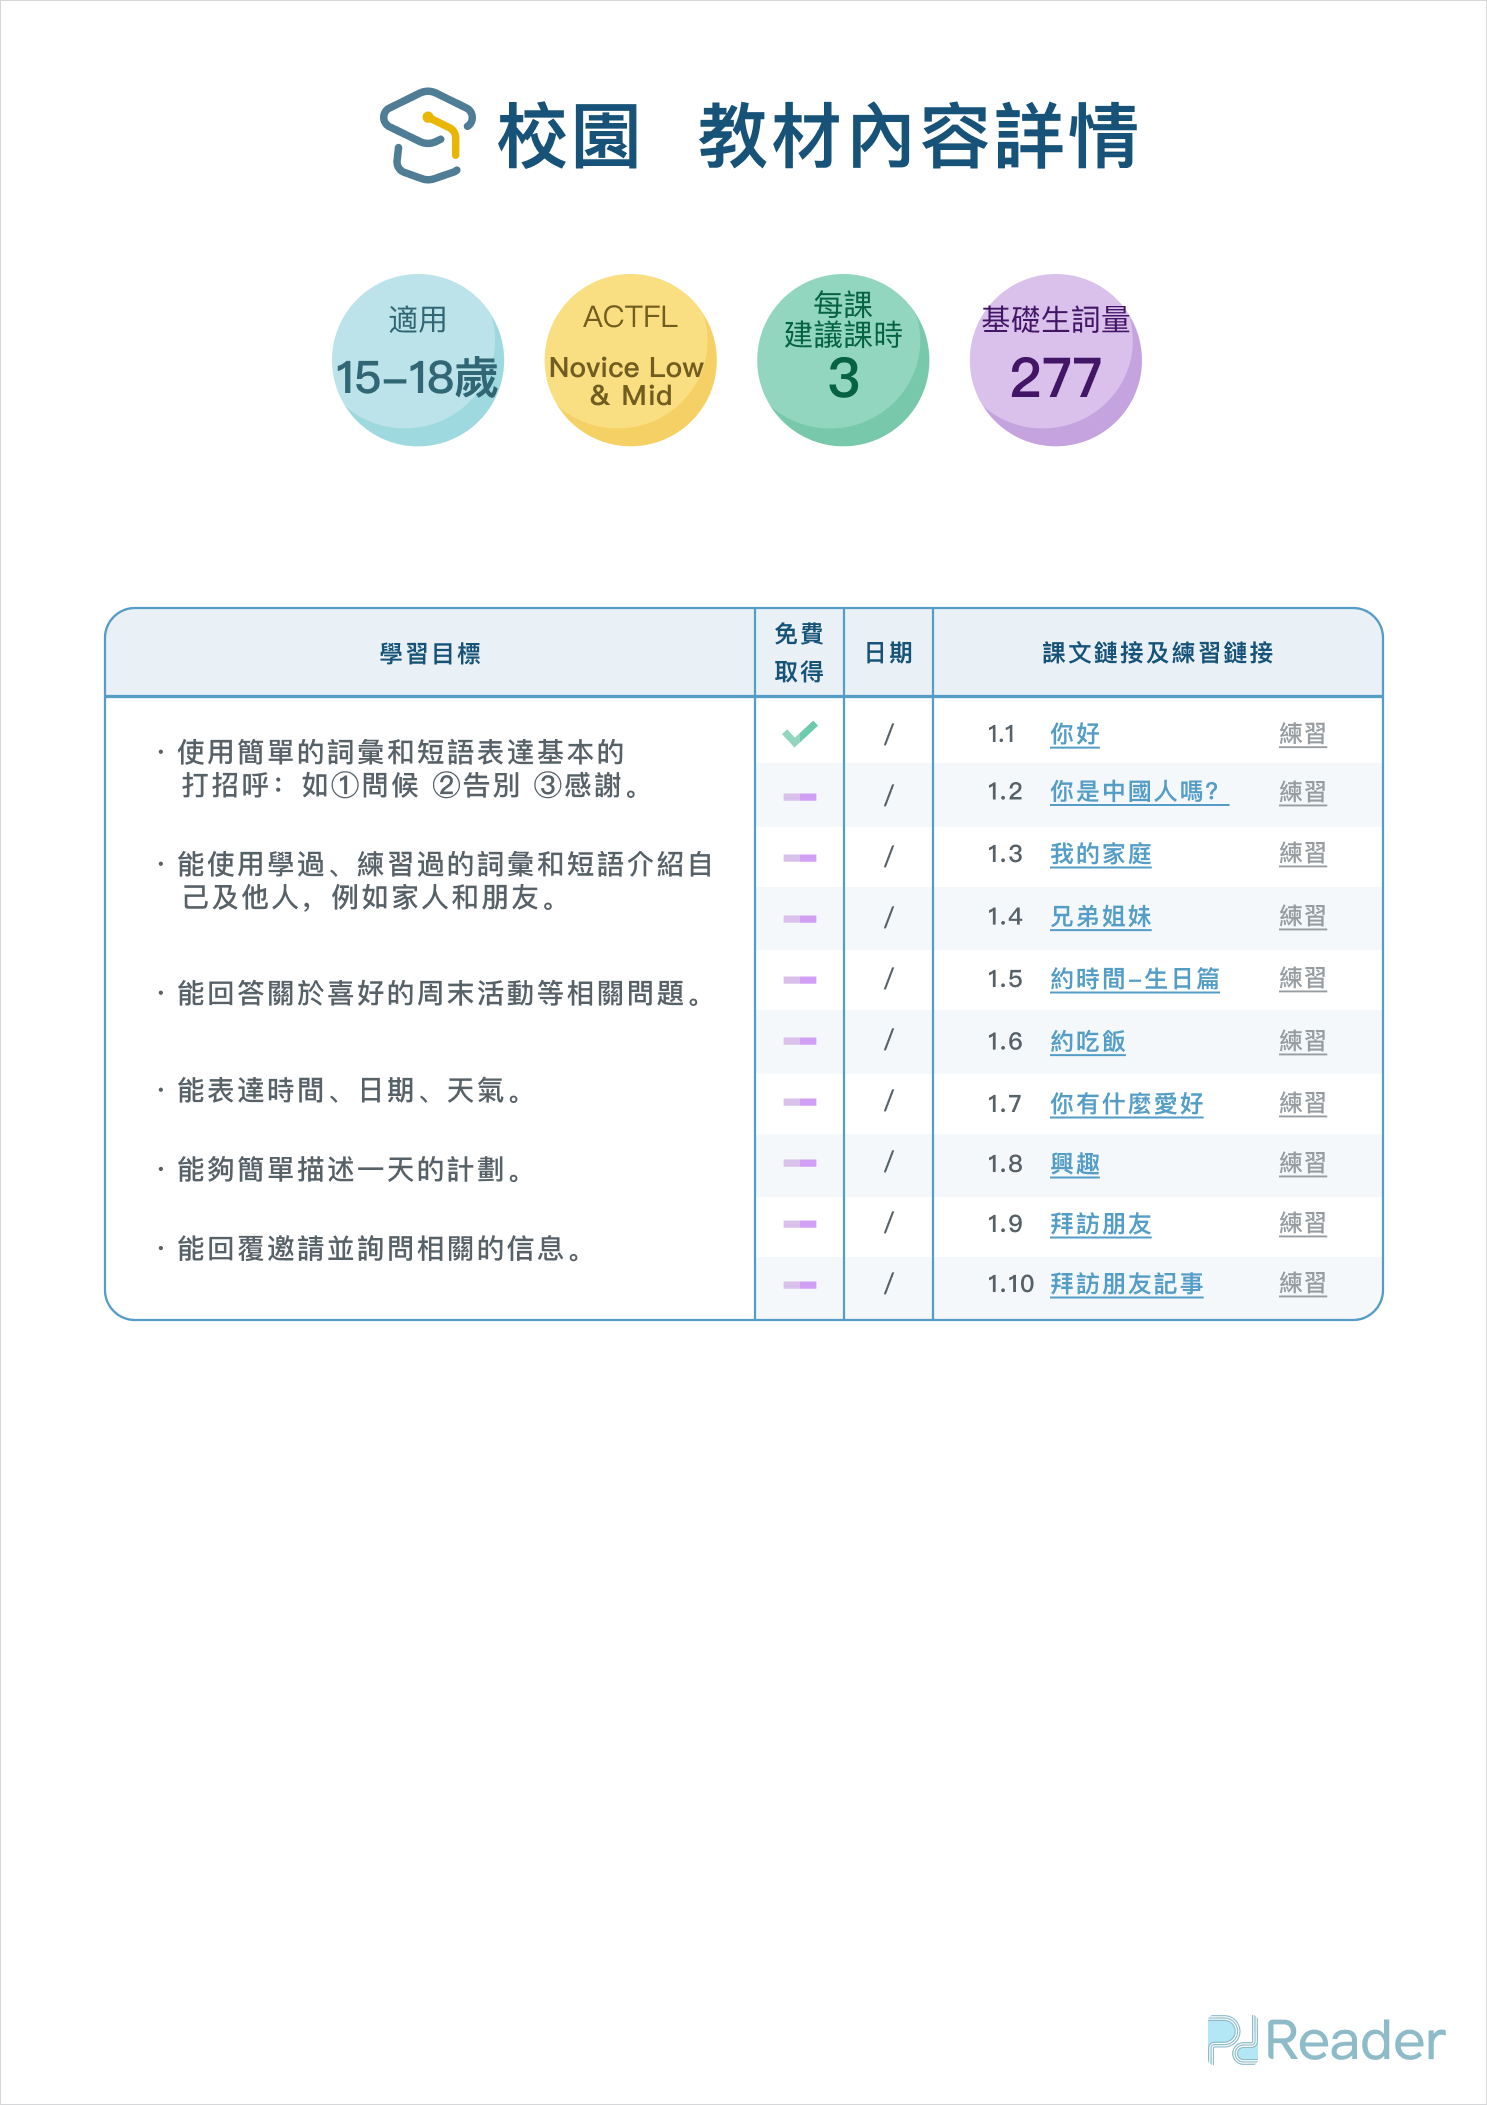 校園 教材內容詳情
適用
15–18歲
ACTFL
Novice Low
& Mid
每課
建議課時
3
基礎生詞量
277
學習目標
免費
取得
日期
課文鏈接及練習鏈接
· 使用簡單的詞彙和短語表達基本的
打招呼：如①問候 ②告別 ③感謝。
· 能使用學過、練習過的詞彙和短語介紹自
己及他人，例如家人和朋友。
· 能回答關於喜好的周末活動等相關問題。
· 能表達時間、日期、天氣。
· 能夠簡單描述一天的計劃。
· 能回覆邀請並詢問相關的信息。
/ 1.1 你好 練習
/ 1.2 你是中國人嗎？ 練習
/ 1.3 我的家庭 練習
/ 1.4 兄弟姐妹 練習
/ 1.5 約時間–生日篇 練習
/ 1.6 約吃飯 練習
/ 1.7 你有什麼愛好 練習
/ 1.8 興趣 練習
/ 1.9 拜訪朋友 練習
/ 1.10 拜訪朋友記事 練習
Reader